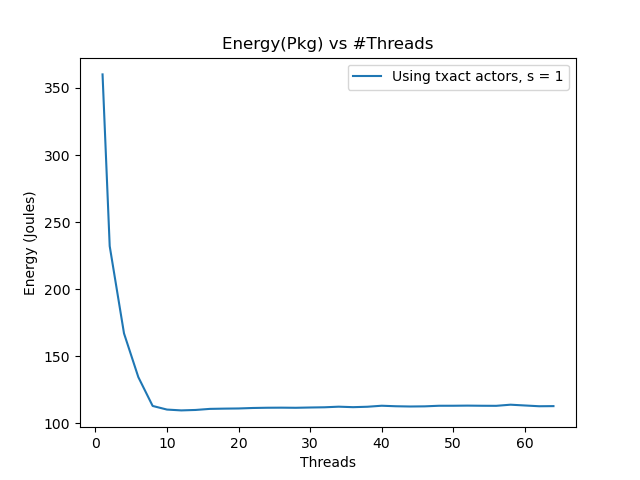 Energy(Pkg) vs #Threads
Using txact actors, s = 1
350
300
250
200
150
100
Energy (Joules)
0 10 20 30 40 50 60
Threads